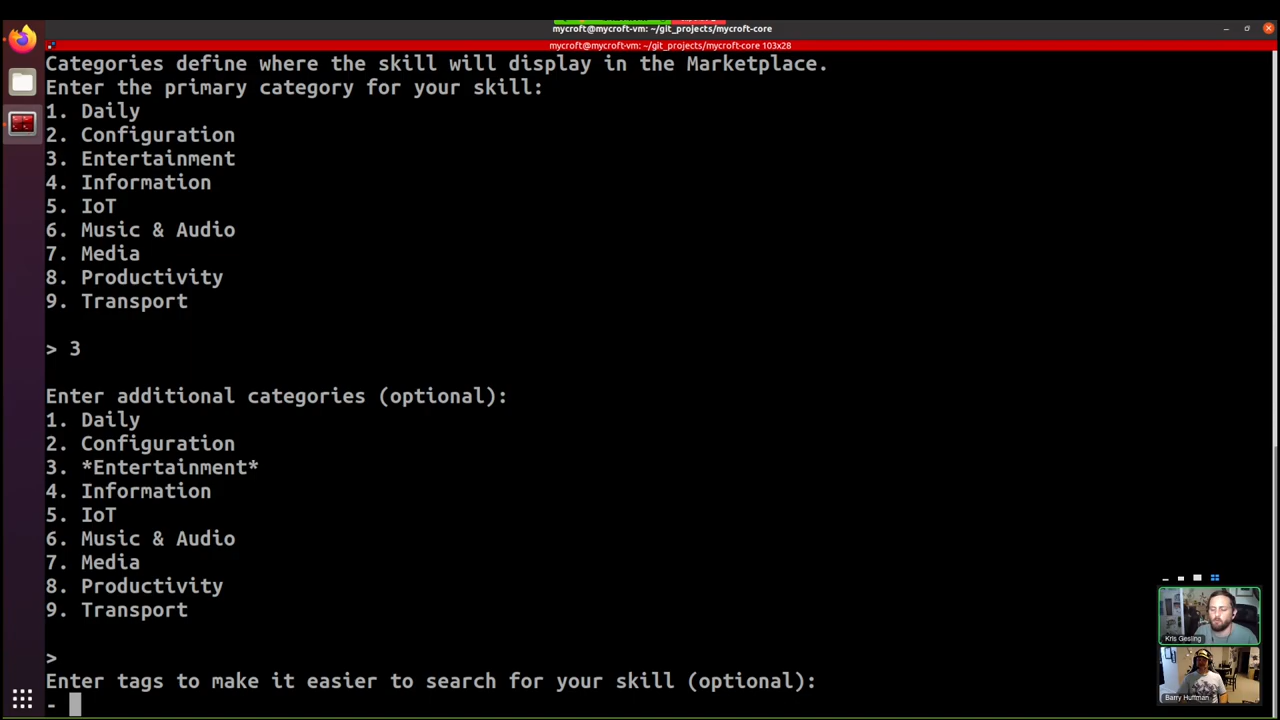 mycroft@mycroft-vm: ~/git_projects/mycroft-core
mycroft@mycroft-vm: ~/git_projects/mycroft-core 103x28
Categories define where the skill will display in the Marketplace.
Enter the primary category for your skill:
1. Daily
2. Configuration
3. Entertainment
4. Information
5. IoT
6. Music & Audio
7. Media
8. Productivity
9. Transport
> 3
Enter additional categories (optional):
1. Daily
2. Configuration
3. *Entertainment*
4. Information
5. IoT
6. Music & Audio
7. Media
8. Productivity
9. Transport
>
Enter tags to make it easier to search for your skill (optional):
-
Kris Gesling
Barry Huffman